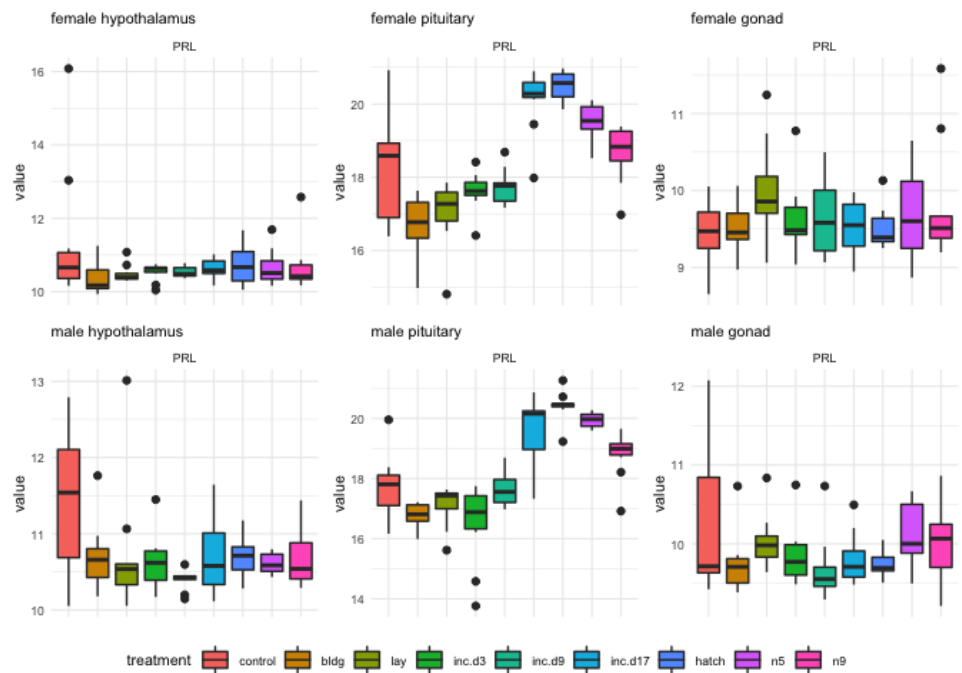 female hypothalamus
female pituitary
female gonad
PRL
PRL
PRL
value
16
14
12
10
value
20
18
16
value
11
10
9
male hypothalamus
male pituitary
male gonad
PRL
PRL
PRL
value
13
12
11
10
value
20
18
16
14
value
12
11
10
treatment control bldg lay inc.d3 inc.d9 inc.d17 hatch n5 n9